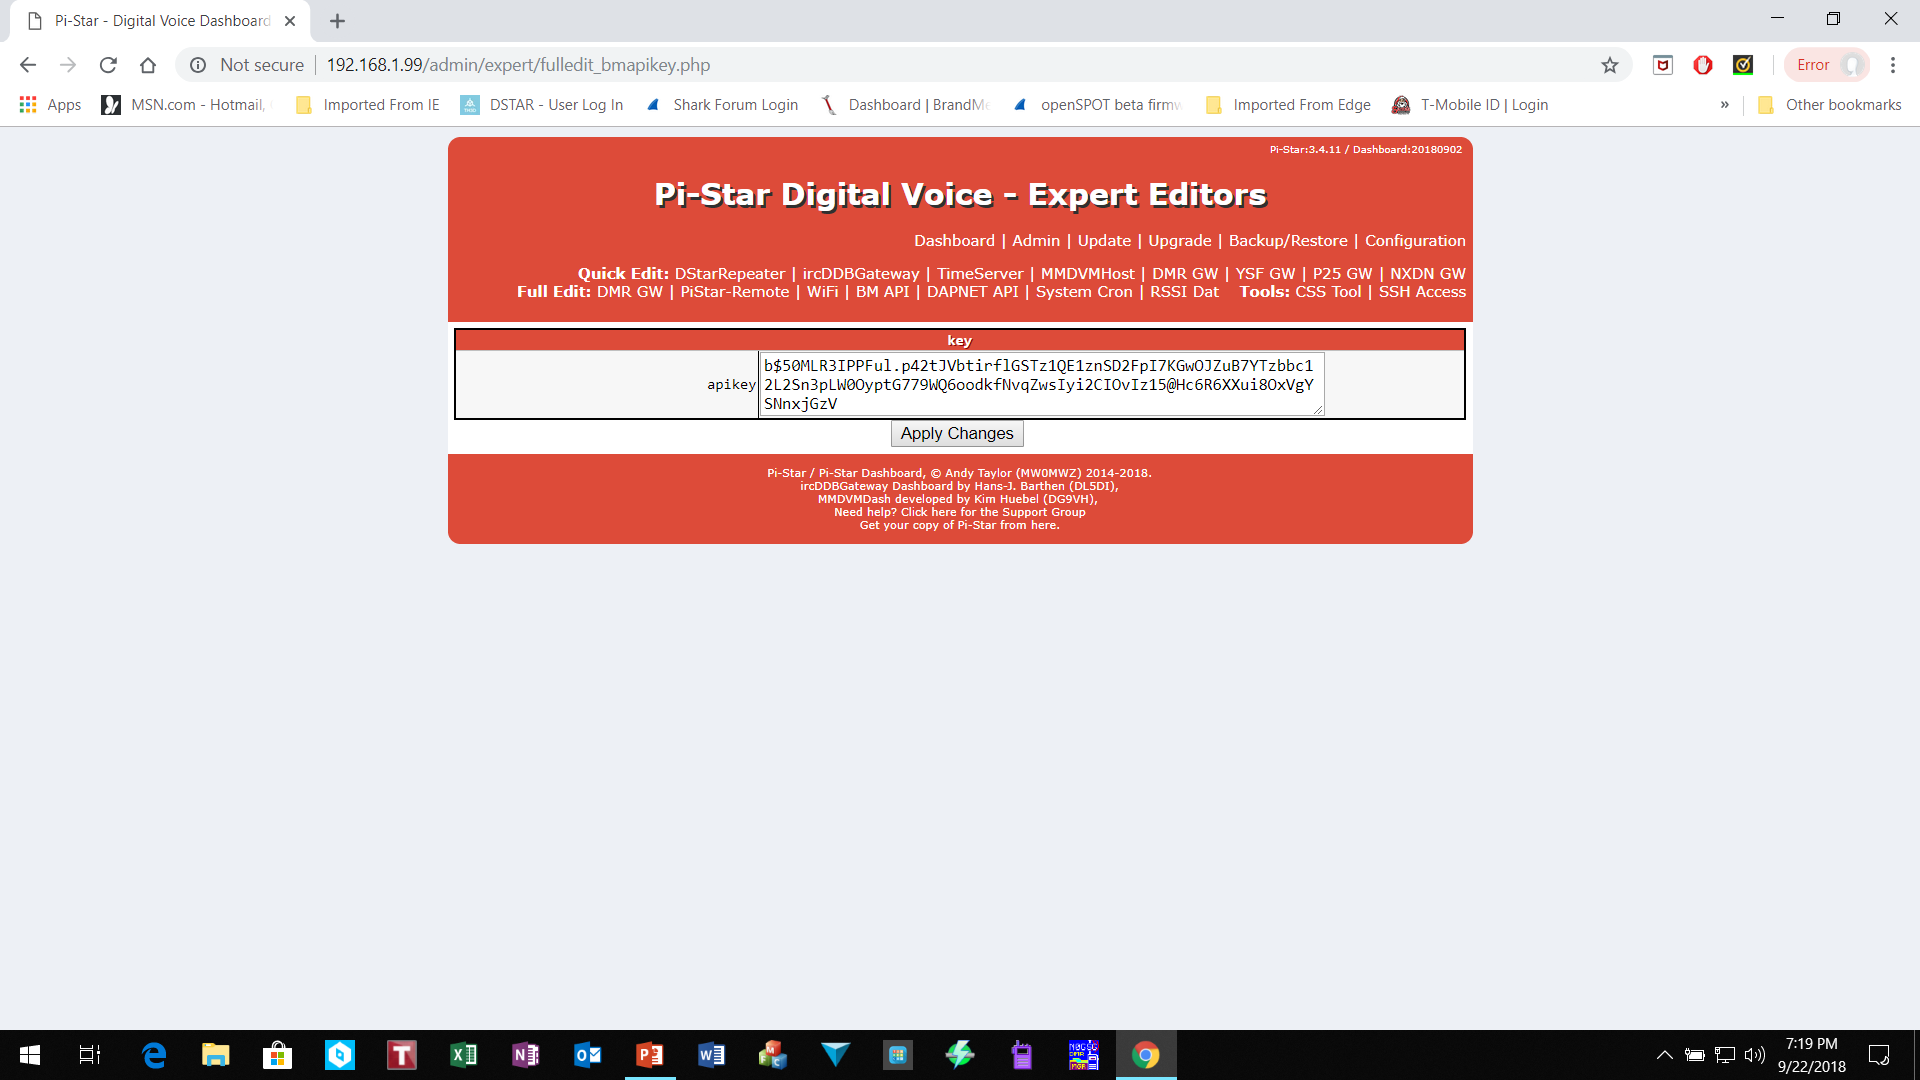 Pi-Star - Digital Voice Dashboard
Not secure
192.168.1.99/admin/expert/fulledit_bmapikey.php
Error
Apps
MSN.com - Hotmail,
Imported From IE
DSTAR - User Log In
Shark Forum Login
Dashboard | BrandMe
openSPOT beta firmw
Imported From Edge
T-Mobile ID | Login
»
Other bookmarks
Pi-Star:3.4.11 / Dashboard:20180902
Pi-Star Digital Voice - Expert Editors
Dashboard | Admin | Update | Upgrade | Backup/Restore | Configuration
Quick Edit: DStarRepeater | ircDDBGateway | TimeServer | MMDVMHost | DMR GW | YSF GW | P25 GW | NXDN GW
Full Edit: DMR GW | PiStar-Remote | WiFi | BM API | DAPNET API | System Cron | RSSI Dat Tools: CSS Tool | SSH Access
key
apikey
b$50MLR3IPPFul.p42tJVbtirflGSTz1QE1znSD2FpI7KGwOJZuB7YTzbbc1
2L2Sn3pLW0OyptG779WQ6oodkfNvqZwsIyi2CIOvIz15@Hc6R6XXui8OxVgY
SNnxjGzV
Apply Changes
Pi-Star / Pi-Star Dashboard, © Andy Taylor (MW0MWZ) 2014-2018.
ircDDBGateway Dashboard by Hans-J. Barthen (DL5DI),
MMDVMDash developed by Kim Huebel (DG9VH),
Need help? Click here for the Support Group
Get your copy of Pi-Star from here.
7:19 PM
9/22/2018